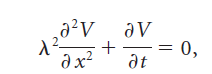 λ² ∂²V/∂x² + ∂V/∂t = 0,